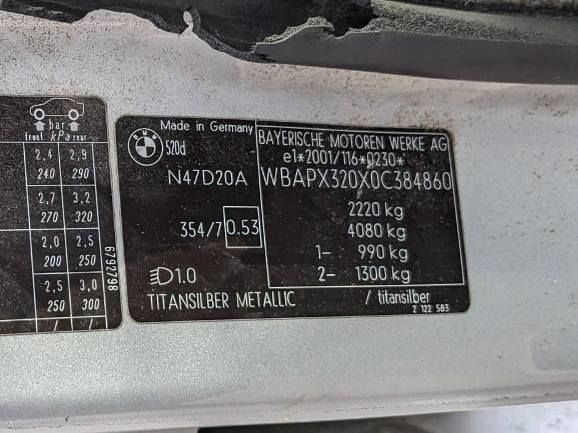 bar
front kPa rear
2,4 2,9
240 290
2,7 3,2
270 320
2,0 2,5
200 250
2,5 3,0
250 300
/ /
6792798
BMW
Made in Germany
520d
N47D20A
354/7 0.53
1.0
TITANSILBER METALLIC / titansilber
BAYERISCHE MOTOREN WERKE AG
e1*2001/116*0230*
WBAPX320X0C384860
2220 kg
4080 kg
1– 990 kg
2– 1300 kg
2 122 583